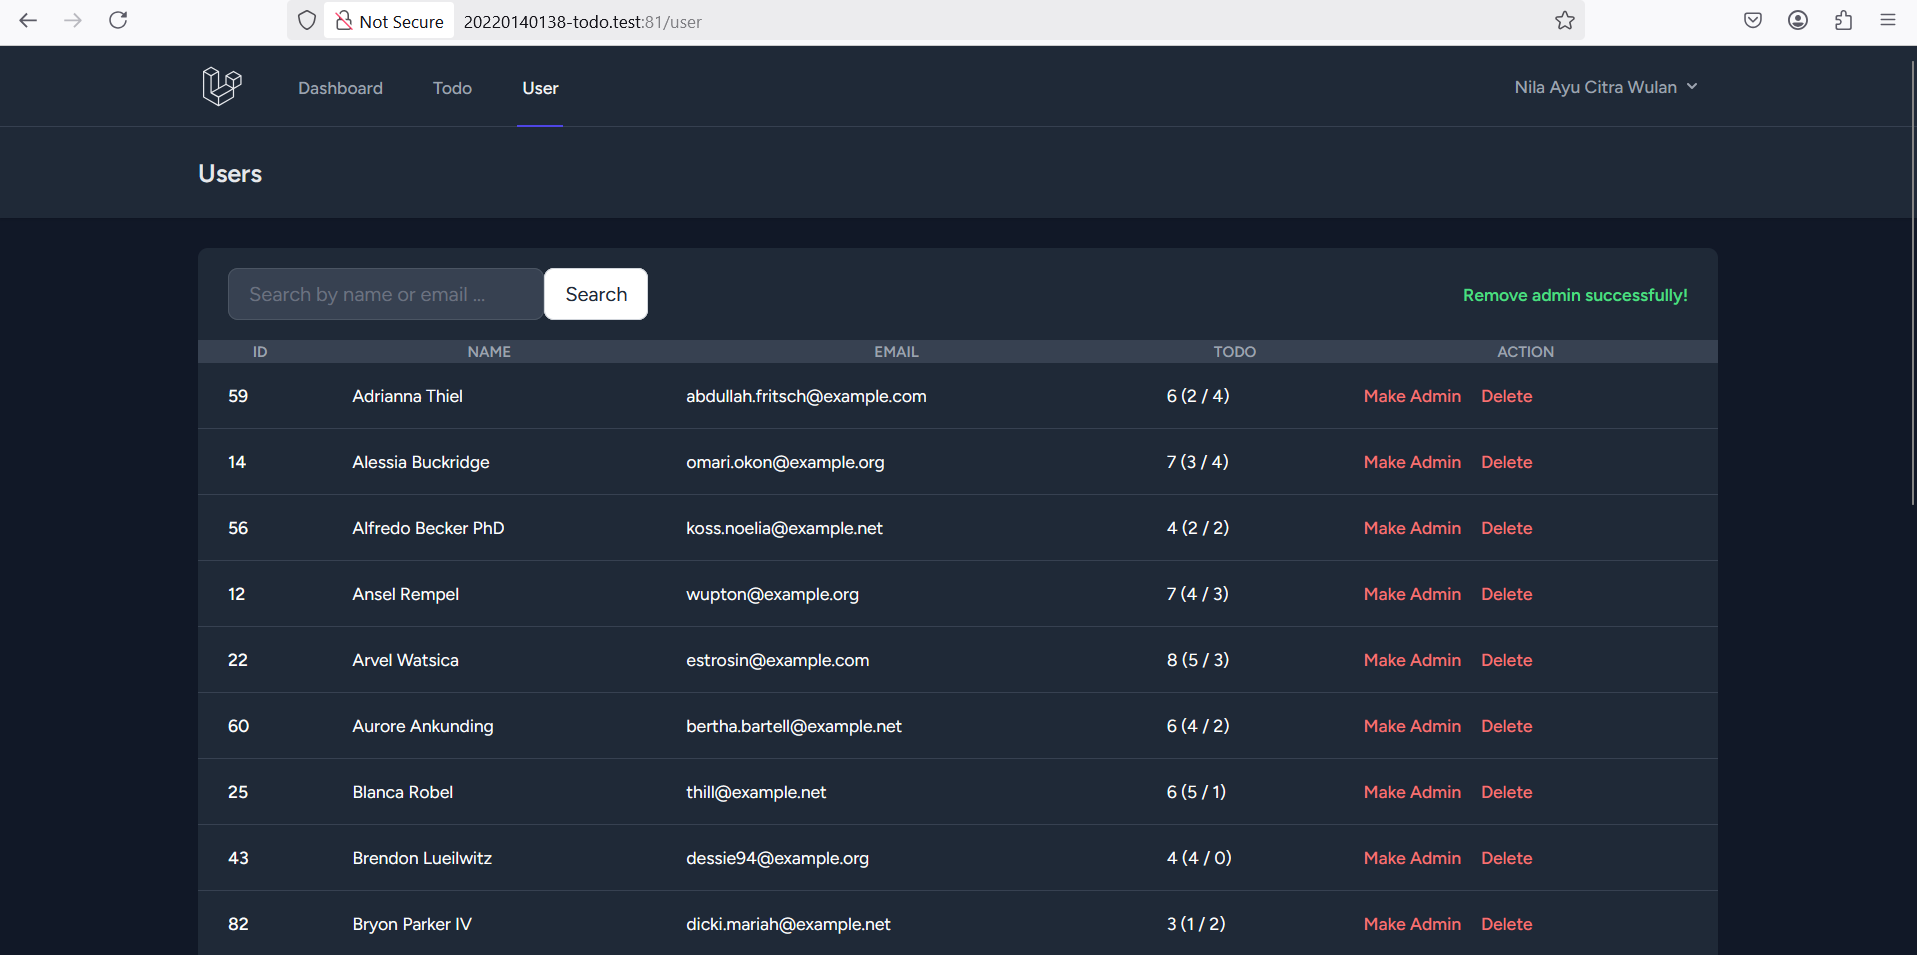 Not Secure 20220140138-todo.test:81/user
Dashboard Todo User Nila Ayu Citra Wulan
Users
Search by name or email ... Search Remove admin successfully!
ID NAME EMAIL TODO ACTION
59 Adrianna Thiel abdullah.fritsch@example.com 6 (2 / 4) Make Admin Delete
14 Alessia Buckridge omari.okon@example.org 7 (3 / 4) Make Admin Delete
56 Alfredo Becker PhD koss.noelia@example.net 4 (2 / 2) Make Admin Delete
12 Ansel Rempel wupton@example.org 7 (4 / 3) Make Admin Delete
22 Arvel Watsica estrosin@example.com 8 (5 / 3) Make Admin Delete
60 Aurore Ankunding bertha.bartell@example.net 6 (4 / 2) Make Admin Delete
25 Blanca Robel thill@example.net 6 (5 / 1) Make Admin Delete
43 Brendon Lueilwitz dessie94@example.org 4 (4 / 0) Make Admin Delete
82 Bryon Parker IV dicki.mariah@example.net 3 (1 / 2) Make Admin Delete